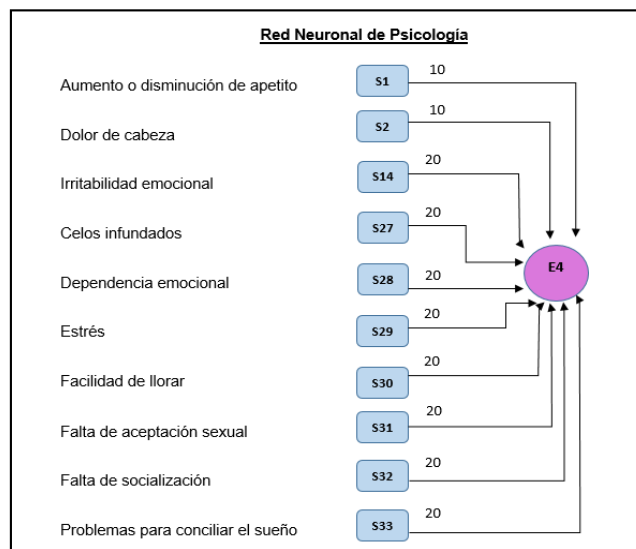 Red Neuronal de Psicología
Aumento o disminución de apetito S1 10
Dolor de cabeza S2 10
Irritabilidad emocional S14 20
Celos infundados S27 20
Dependencia emocional S28 20
Estrés S29 20
Facilidad de llorar S30 20
Falta de aceptación sexual S31 20
Falta de socialización S32 20
Problemas para conciliar el sueño S33 20
E4